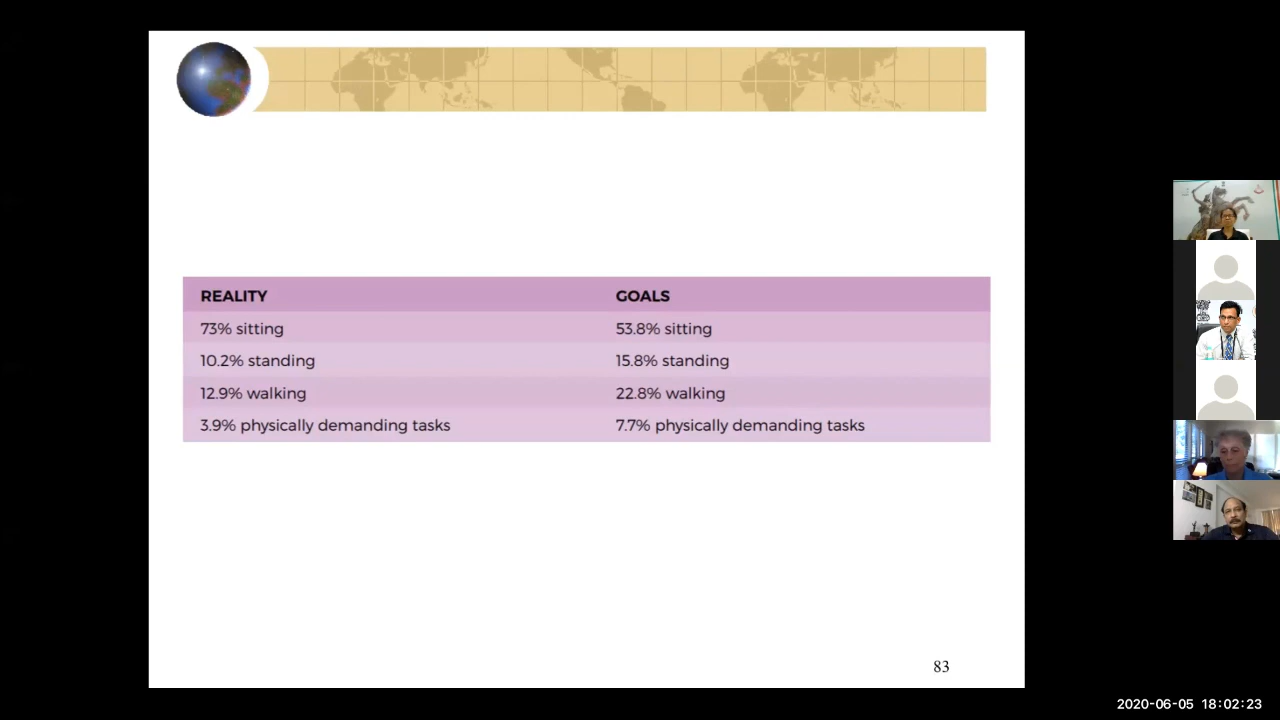 REALITY GOALS
73% sitting 53.8% sitting
10.2% standing 15.8% standing
12.9% walking 22.8% walking
3.9% physically demanding tasks 7.7% physically demanding tasks
83
2020-06-05 18:02:23